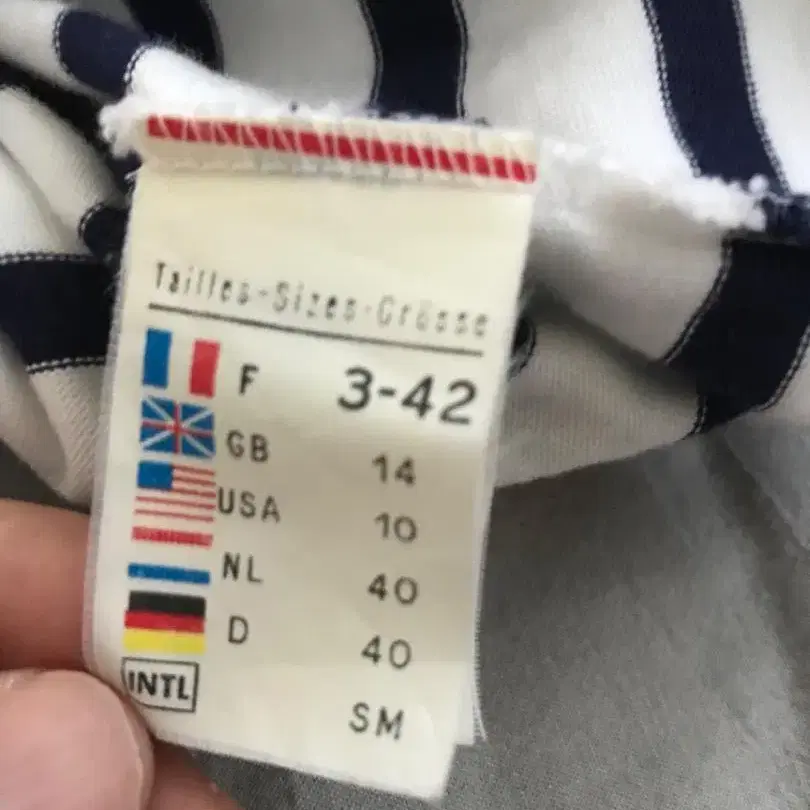 Tailles-Sizes-Grösse
F 3-42
GB 14
USA 10
NL 40
D 40
INTL SM